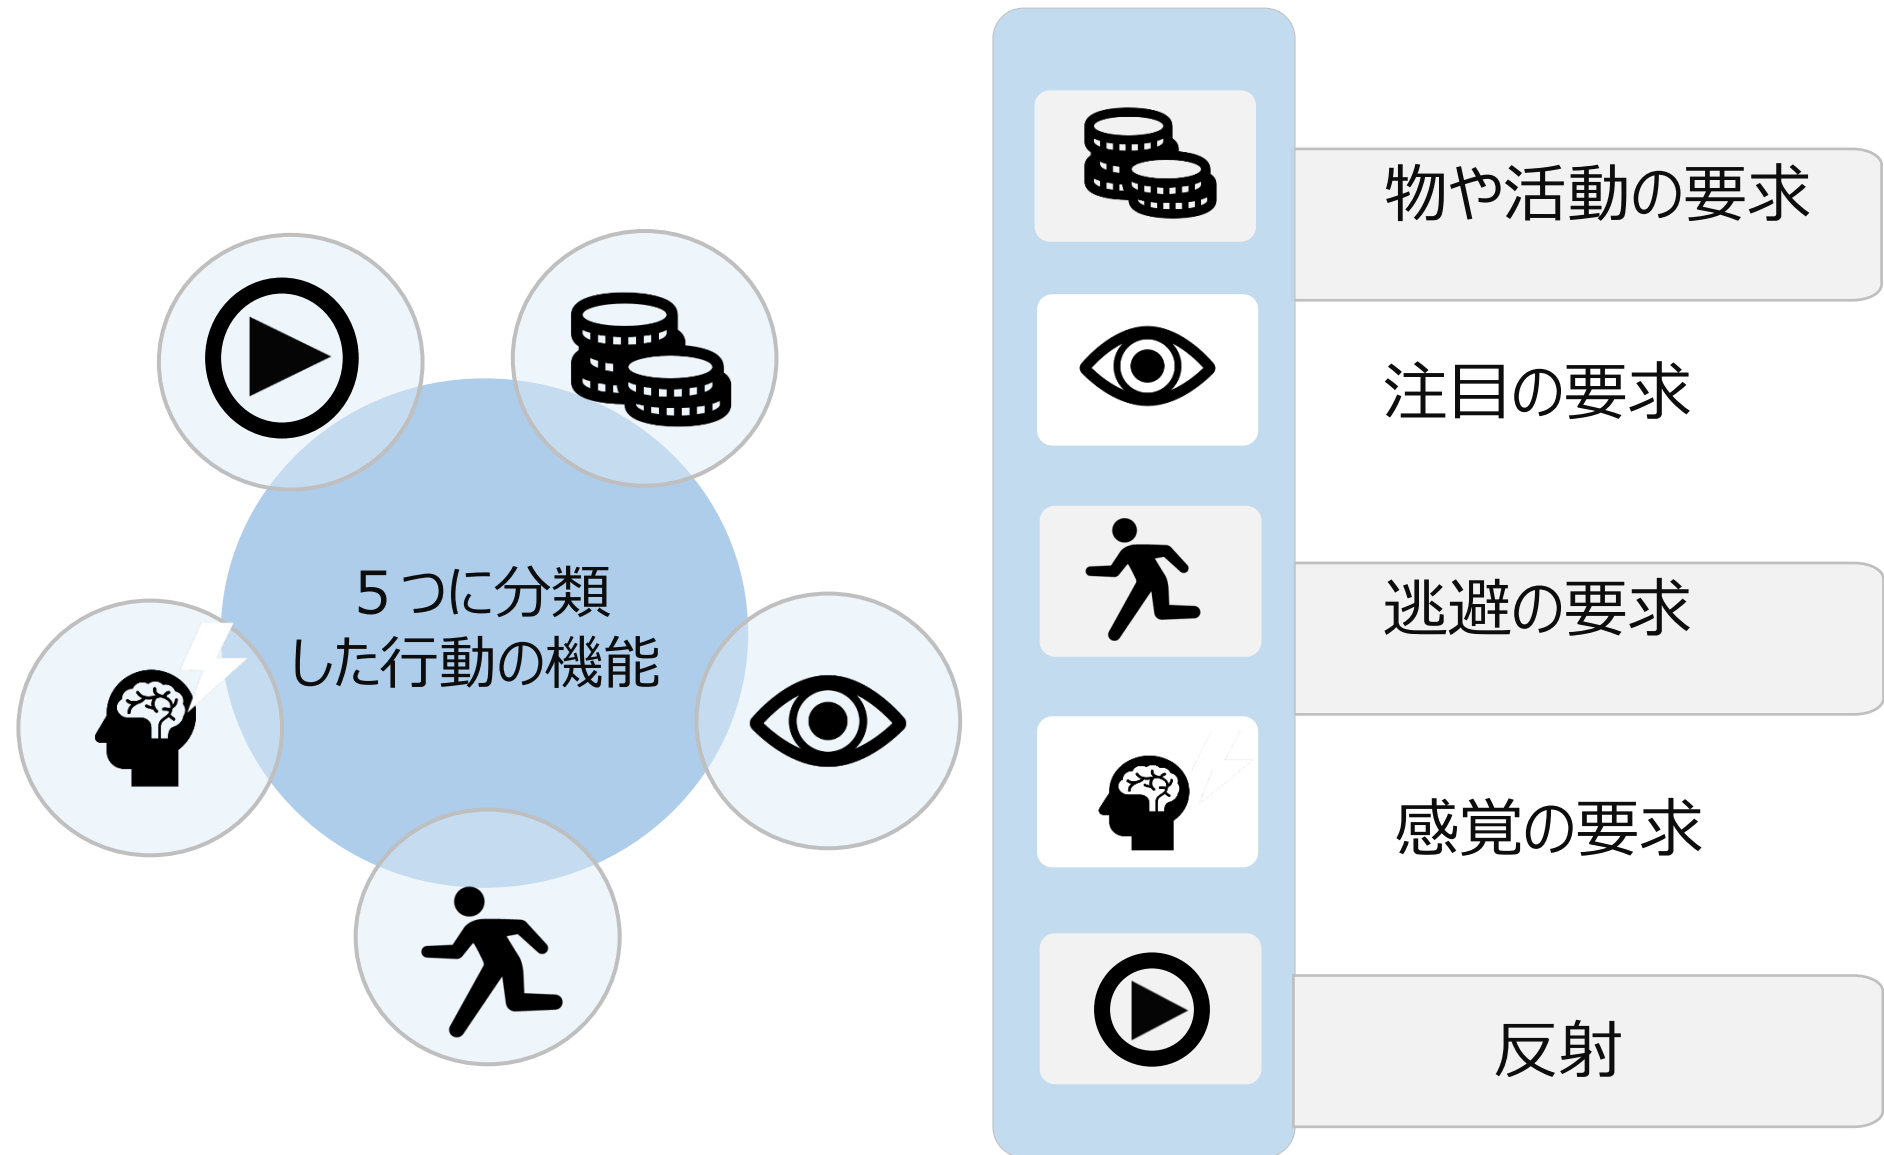 ５つに分類
した行動の機能
物や活動の要求
注目の要求
逃避の要求
感覚の要求
反射